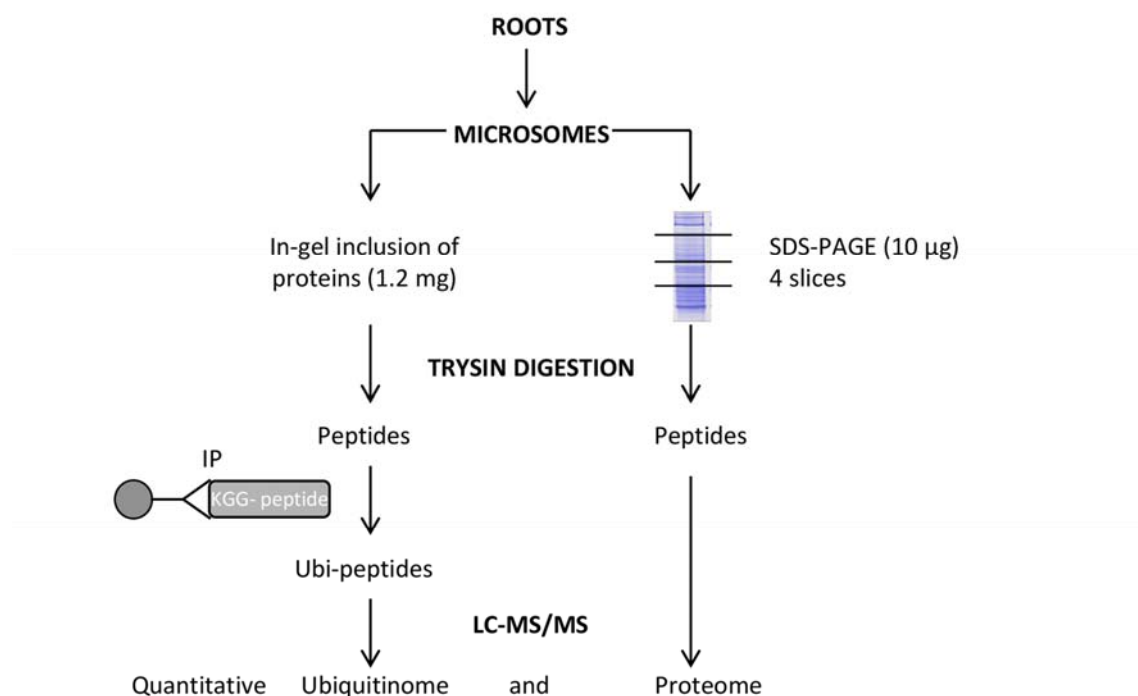 ROOTS
MICROSOMES
In-gel inclusion of
proteins (1.2 mg)
SDS-PAGE (10 µg)
4 slices
TRYSIN DIGESTION
Peptides
Peptides
IP
KGG- peptide
Ubi-peptides
LC-MS/MS
Quantitative Ubiquitinome and Proteome